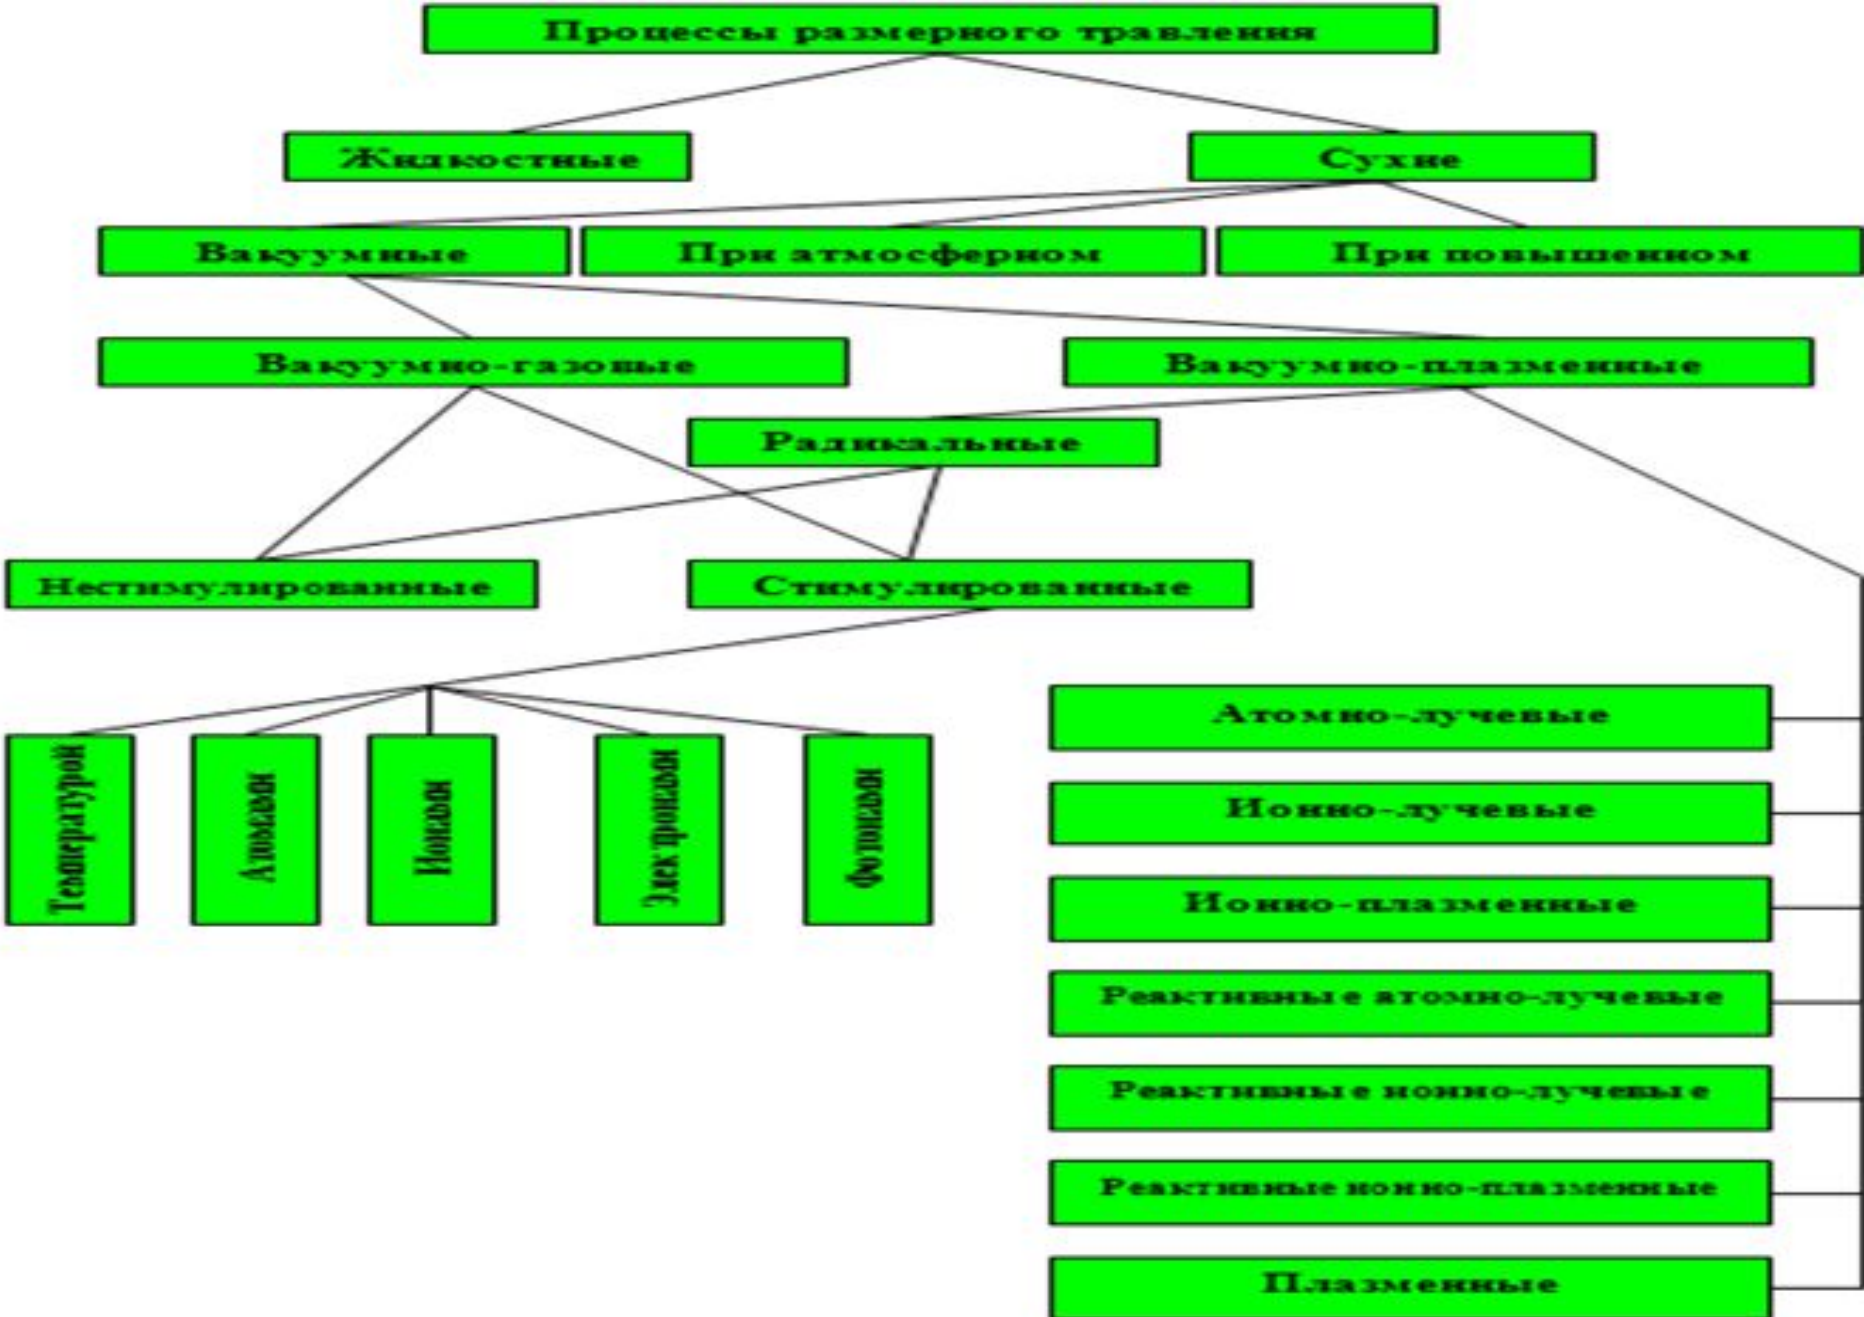 Процессы размерного травления
Жидкостные
Сухие
Вакуумные
При атмосферном
При повышенном
Вакуумно-газовые
Вакуумно-плазменные
Радикальные
Нестимулированные
Стимулированные
Температурой
Атомами
Ионами
Электронами
Фотонами
Атомно-лучевые
Ионно-лучевые
Ионно-плазменные
Реактивные атомно-лучевые
Реактивные ионно-лучевые
Реактивные ионно-плазменные
Плазменные